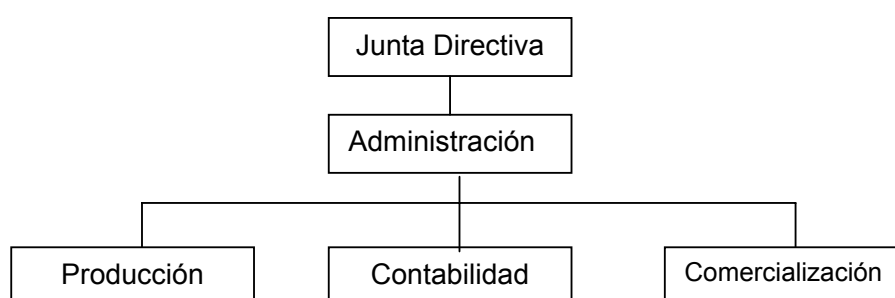 Junta Directiva
Administración
Producción
Contabilidad
Comercialización